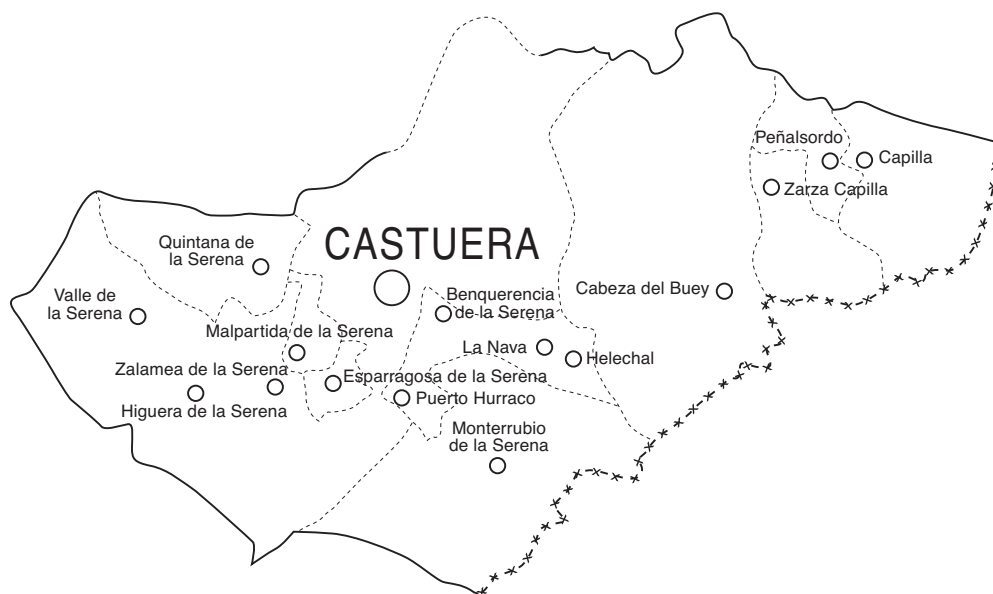 Peñalsordo
Capilla
Zarza Capilla
Quintana de
la Serena
CASTUERA
Valle de
la Serena
Benquerencia
de la Serena
Cabeza del Buey
Malpartida de la Serena
La Nava
Helechal
Zalamea de la Serena
Esparragosa de la Serena
Higuera de la Serena
Puerto Hurraco
Monterrubio
de la Serena